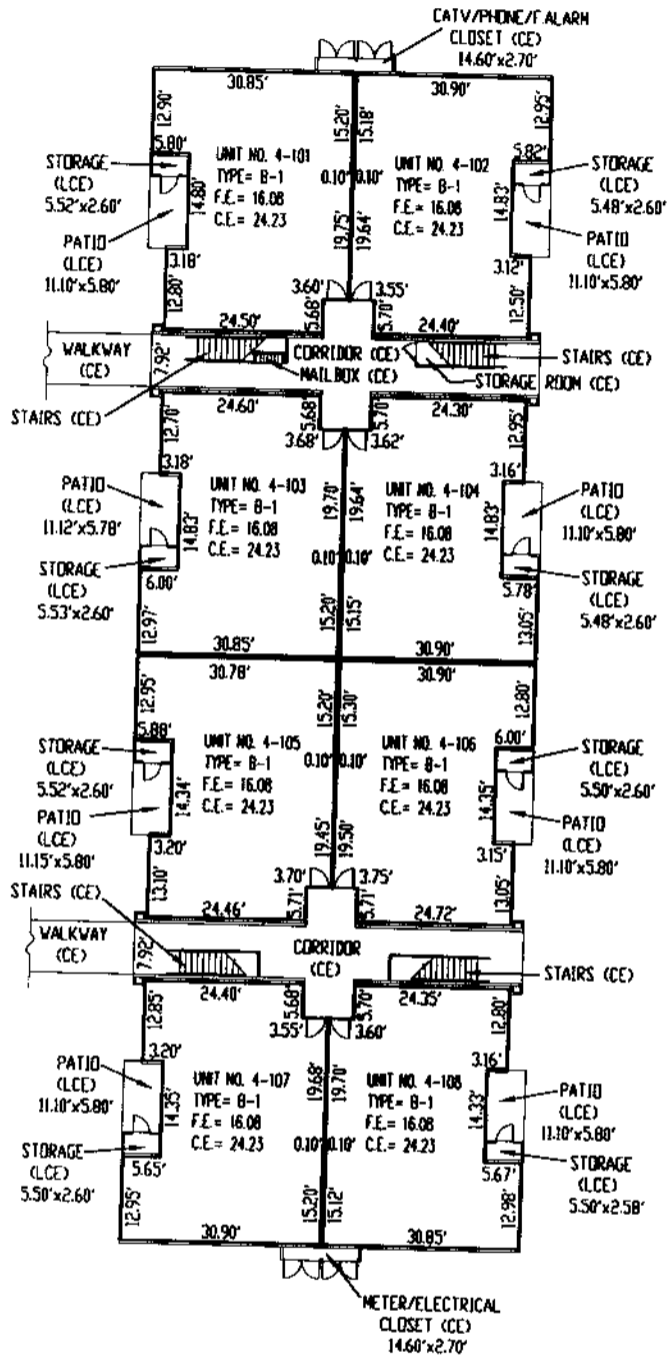 CATV/PHONE/F.ALARM
CLOSET (CE)
14.60'x2.70'
30.85'
30.90'
12.90'
15.20'
15.18'
12.95'
5.80'
5.82'
STORAGE
(LCE)
5.52'x2.60'
UNIT NO. 4-101
TYPE= B-1
F.E.= 16.08
C.E.= 24.23
0.10'
0.10'
UNIT NO. 4-102
TYPE= B-1
F.E.= 16.08
C.E.= 24.23
STORAGE
(LCE)
5.48'x2.60'
14.80'
14.83'
PATIO
(LCE)
11.10'x5.80'
19.75'
19.64'
PATIO
(LCE)
11.10'x5.80'
3.18'
3.12'
12.80'
12.50'
3.60'
3.55'
24.50'
5.68'
5.70'
24.40'
WALKWAY
(CE)
7.92'
CORRIDOR (CE)
MAILBOX (CE)
STAIRS (CE)
STORAGE ROOM (CE)
STAIRS (CE)
24.60'
5.68'
5.70'
24.30'
12.70'
12.95'
3.68'
3.62'
3.18'
3.16'
PATIO
(LCE)
11.12'x5.78'
14.83'
UNIT NO. 4-103
TYPE= B-1
F.E.= 16.08
C.E.= 24.23
19.70'
19.64'
UNIT NO. 4-104
TYPE= B-1
F.E.= 16.08
C.E.= 24.23
14.83'
PATIO
(LCE)
11.10'x5.80'
0.10'
0.10'
STORAGE
(LCE)
5.53'x2.60'
6.00'
5.78'
STORAGE
(LCE)
5.48'x2.60'
12.97'
15.20'
15.15'
13.05'
30.85'
30.90'
30.78'
30.90'
12.95'
15.20'
15.30'
12.80'
5.88'
6.00'
STORAGE
(LCE)
5.52'x2.60'
UNIT NO. 4-105
TYPE= B-1
F.E.= 16.08
C.E.= 24.23
0.10'
0.10'
UNIT NO. 4-106
TYPE= B-1
F.E.= 16.08
C.E.= 24.23
STORAGE
(LCE)
5.50'x2.60'
14.34'
14.35'
PATIO
(LCE)
11.15'x5.80'
19.45'
19.50'
PATIO
(LCE)
11.10'x5.80'
3.20'
3.15'
13.10'
13.05'
STAIRS (CE)
3.70'
3.75'
24.46'
5.71'
5.71'
24.72'
WALKWAY
(CE)
7.92'
CORRIDOR
(CE)
STAIRS (CE)
24.40'
5.68'
5.70'
24.35'
12.85'
12.80'
3.55'
3.60'
3.20'
3.16'
PATIO
(LCE)
11.10'x5.80'
14.35'
UNIT NO. 4-107
TYPE= B-1
F.E.= 16.08
C.E.= 24.23
19.68'
19.70'
UNIT NO. 4-108
TYPE= B-1
F.E.= 16.08
C.E.= 24.23
14.33'
PATIO
(LCE)
11.10'x5.80'
0.10'
0.10'
STORAGE
(LCE)
5.50'x2.60'
5.65'
5.67'
STORAGE
(LCE)
5.50'x2.58'
12.95'
15.20'
15.12'
12.98'
30.90'
30.85'
METER/ELECTRICAL
CLOSET (CE)
14.60'x2.70'